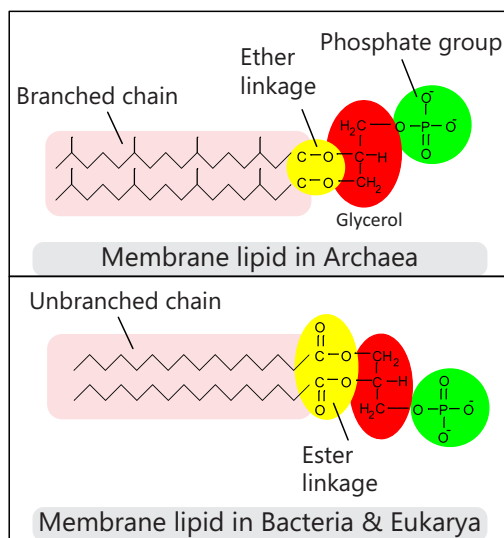 Phosphate group
Ether
linkage
Branched chain
O⁻
H₂C O P O⁻
O
C O C H
C O CH₂
Glycerol
Membrane lipid in Archaea
Unbranched chain
O
C O CH₂
C O C H O
H₂C O P O⁻
O O⁻
Ester
linkage
Membrane lipid in Bacteria & Eukarya